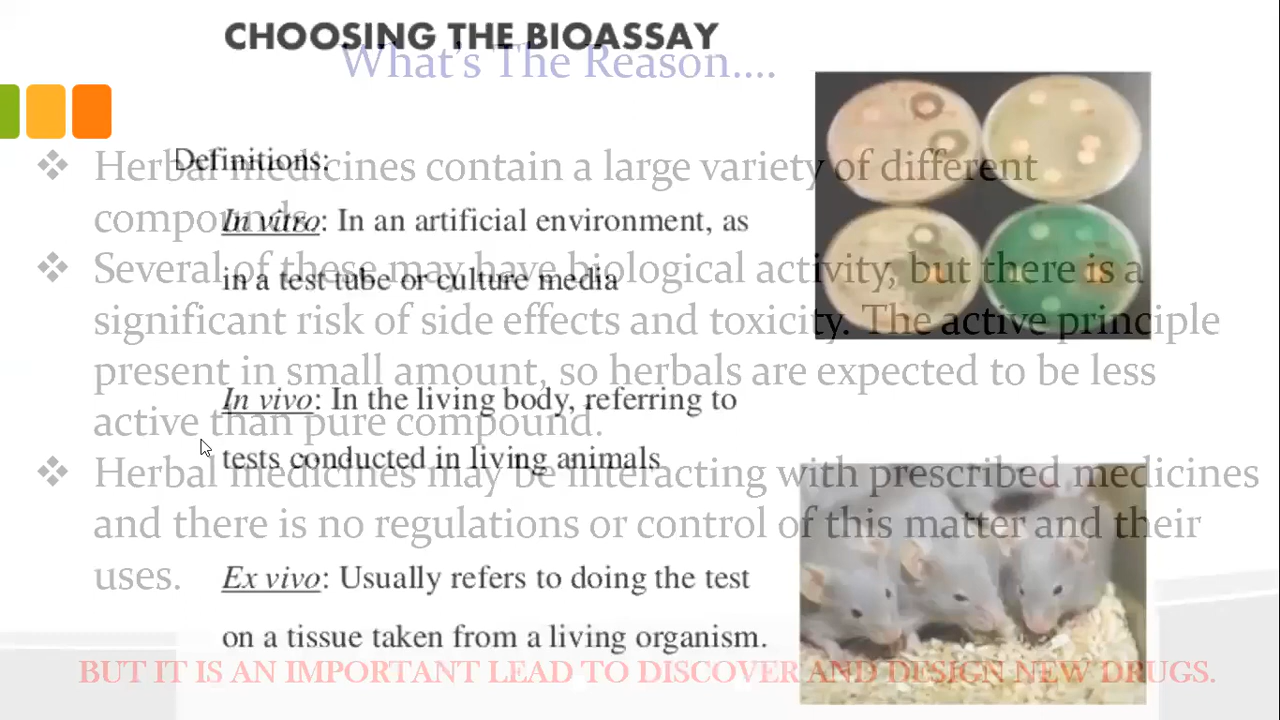 CHOOSING THE BIOASSAY
Definitions:
In vitro: In an artificial environment, as
in a test tube or culture media
In vivo: In the living body, referring to
tests conducted in living animals
Ex vivo: Usually refers to doing the test
on a tissue taken from a living organism.
What's The Reason....
❖ Herbal medicines contain a large variety of different
compounds.
❖ Several of these may have biological activity, but there is a
significant risk of side effects and toxicity. The active principle
present in small amount, so herbals are expected to be less
active than pure compound.
❖ Herbal medicines may be interacting with prescribed medicines
and there is no regulations or control of this matter and their
uses.
BUT IT IS AN IMPORTANT LEAD TO DISCOVER AND DESIGN NEW DRUGS.